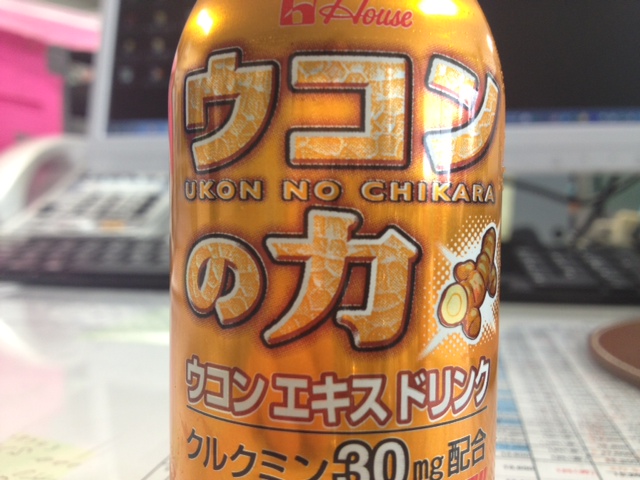 House
ウコン
UKON NO CHIKARA
の力
ウコンエキスドリンク
クルクミン30mg配合